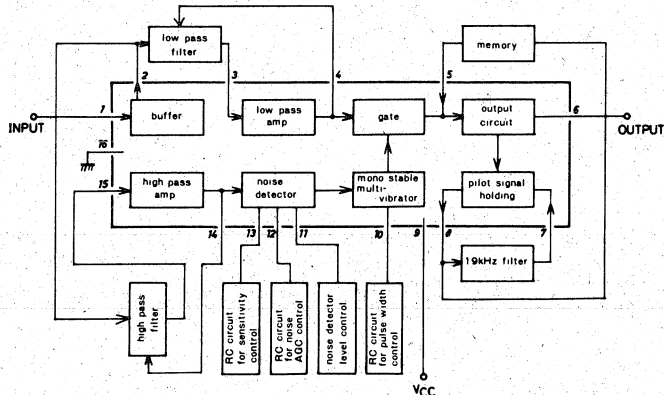 low pass
filter
memory
2
3
4
5
1
buffer
low pass
amp
gate
output
circuit
6
INPUT
OUTPUT
16
15
high pass
amp
noise
detector
mono stable
multi-
vibrator
pilot signal
holding
14
13
12
11
10
9
8
7
19kHz filter
high pass
filter
RC circuit
for sensitivity
control
RC circuit
for noise
AGC control
noise detector
level control
RC circuit
for pulse width
control
VCC